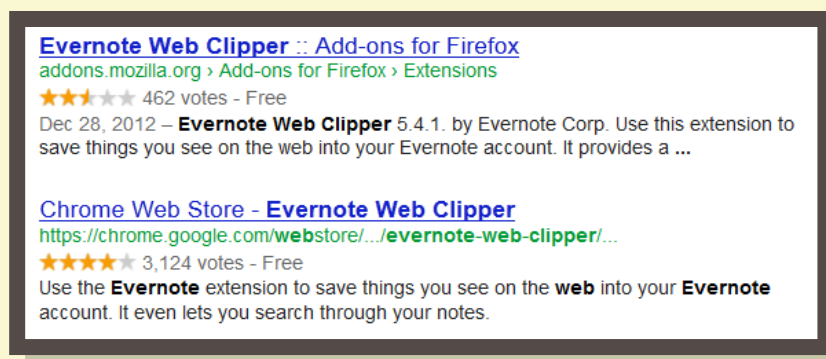 Evernote Web Clipper :: Add-ons for Firefox
addons.mozilla.org › Add-ons for Firefox › Extensions
462 votes - Free
Dec 28, 2012 – Evernote Web Clipper 5.4.1. by Evernote Corp. Use this extension to
save things you see on the web into your Evernote account. It provides a ...
Chrome Web Store - Evernote Web Clipper
https://chrome.google.com/webstore/.../evernote-web-clipper/...
3,124 votes - Free
Use the Evernote extension to save things you see on the web into your Evernote
account. It even lets you search through your notes.